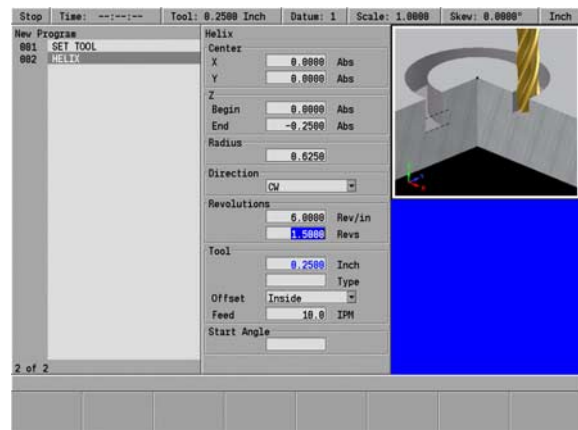 Stop Time: --:--:-- Tool: 0.2500 Inch Datum: 1 Scale: 1.0000 Skew: 0.0000° Inch
New Program
001 SET TOOL
002 HELIX
2 of 2
Helix
Center
X 0.0000 Abs
Y 0.0000 Abs
Z
Begin 0.0000 Abs
End -0.2500 Abs
Radius
0.6250
Direction
CW
Revolutions
6.0000 Rev/in
1.5000 Revs
Tool
0.2500 Inch
Type
Offset Inside
Feed 10.0 IPM
Start Angle